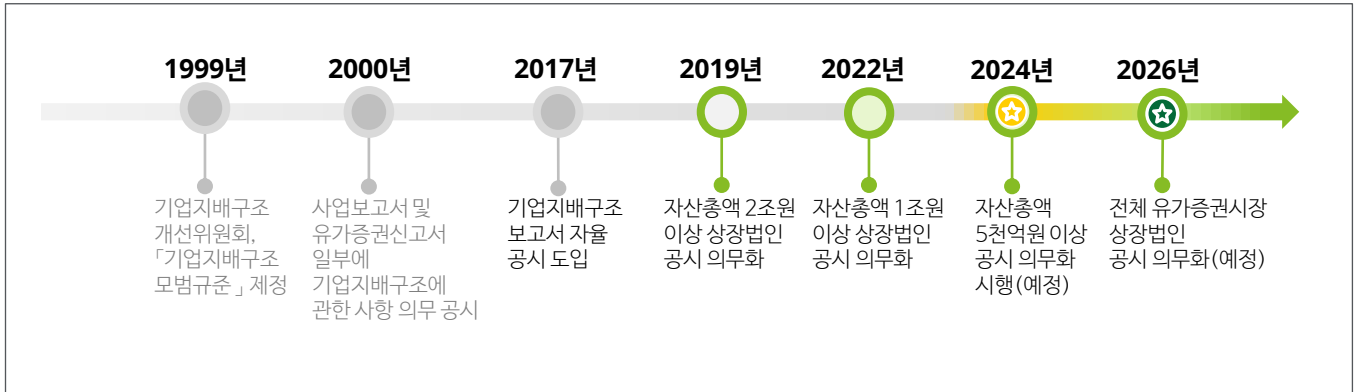 1999년
2000년
2017년
2019년
2022년
2024년
2026년
기업지배구조
개선위원회,
「기업지배구조
모범규준」 제정
사업보고서 및
유가증권신고서
일부에
기업지배구조에
관한 사항 의무 공시
기업지배구조
보고서 자율
공시 도입
자산총액 2조원
이상 상장법인
공시 의무화
자산총액 1조원
이상 상장법인
공시 의무화
자산총액
5천억원 이상
공시 의무화
시행(예정)
전체 유가증권시장
상장법인
공시 의무화(예정)